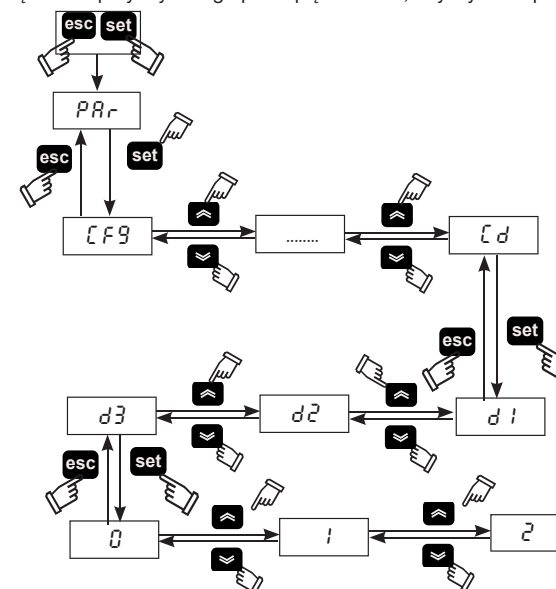 esc set
PAr
esc set
CFg ........ Cd
esc set
d3 d2 d1
esc set
0 1 2